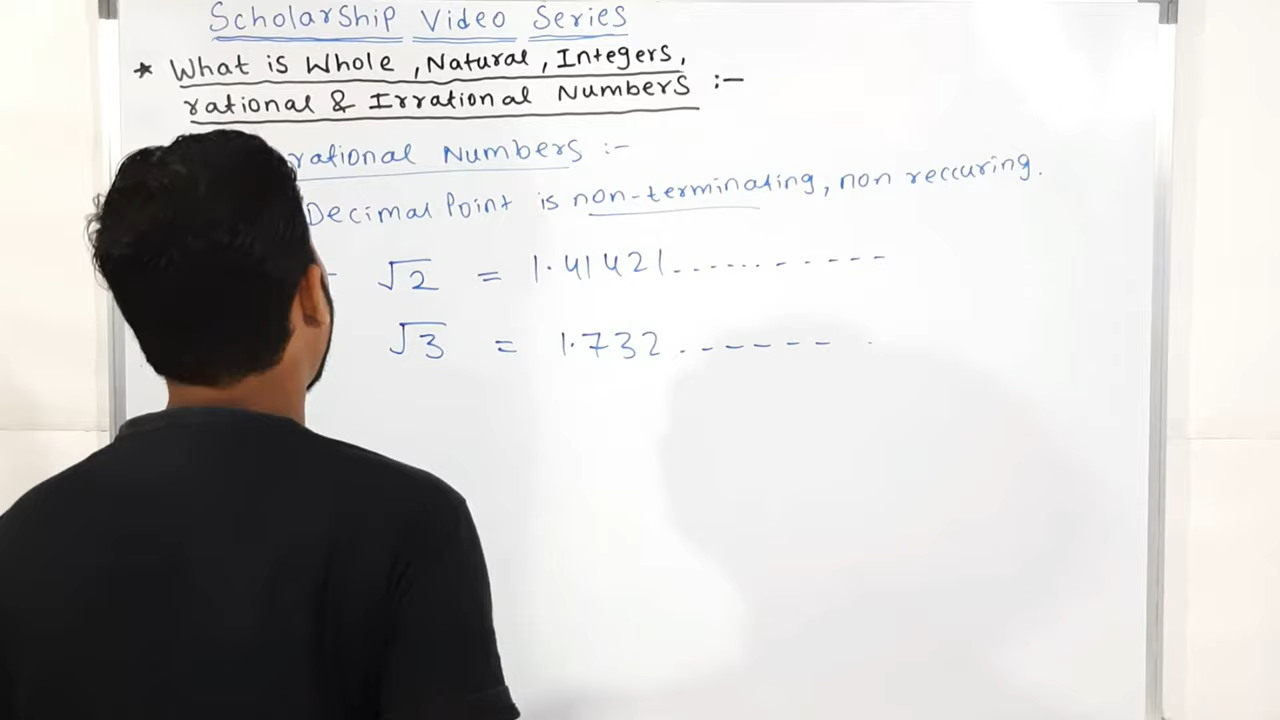 Scholarship Video Series
* What is Whole, Natural, Integers,
rational & Irrational Numbers :-
rational Numbers :-
Decimal Point is non-terminating, non reccuring.
- √2 = 1.41421...........
√3 = 1.732.------ .